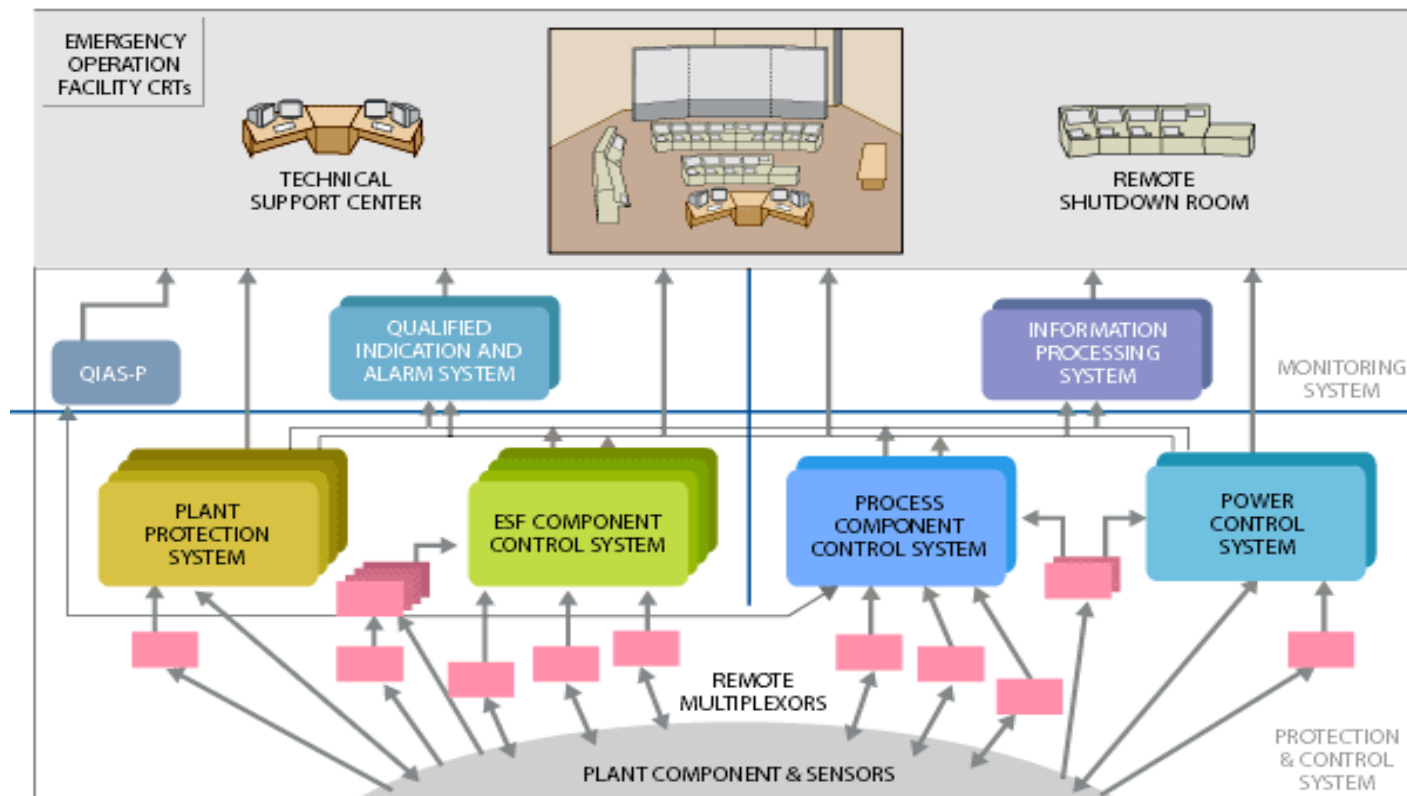 EMERGENCY
OPERATION
FACILITY CRTs
TECHNICAL
SUPPORT CENTER
REMOTE
SHUTDOWN ROOM
QIAS-P
QUALIFIED
INDICATION AND
ALARM SYSTEM
INFORMATION
PROCESSING
SYSTEM
MONITORING
SYSTEM
PLANT
PROTECTION
SYSTEM
ESF COMPONENT
CONTROL SYSTEM
PROCESS
COMPONENT
CONTROL SYSTEM
POWER
CONTROL
SYSTEM
REMOTE
MULTIPLEXORS
PLANT COMPONENT & SENSORS
PROTECTION
& CONTROL
SYSTEM